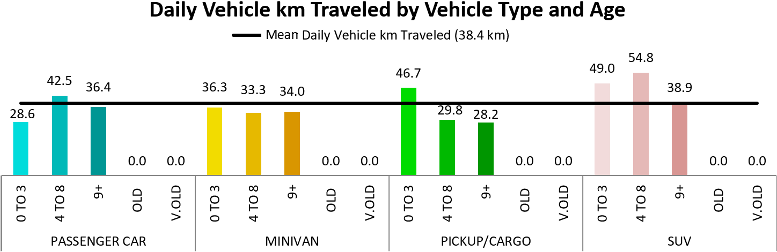 Daily Vehicle km Traveled by Vehicle Type and Age
Mean Daily Vehicle km Traveled (38.4 km)
28.6 42.5 36.4 0.0 0.0 36.3 33.3 34.0 0.0 0.0 46.7 29.8 28.2 0.0 0.0 49.0 54.8 38.9 0.0 0.0
0 TO 3 4 TO 8 9+ OLD V.OLD 0 TO 3 4 TO 8 9+ OLD V.OLD 0 TO 3 4 TO 8 9+ OLD V.OLD 0 TO 3 4 TO 8 9+ OLD V.OLD
PASSENGER CAR MINIVAN PICKUP/CARGO SUV